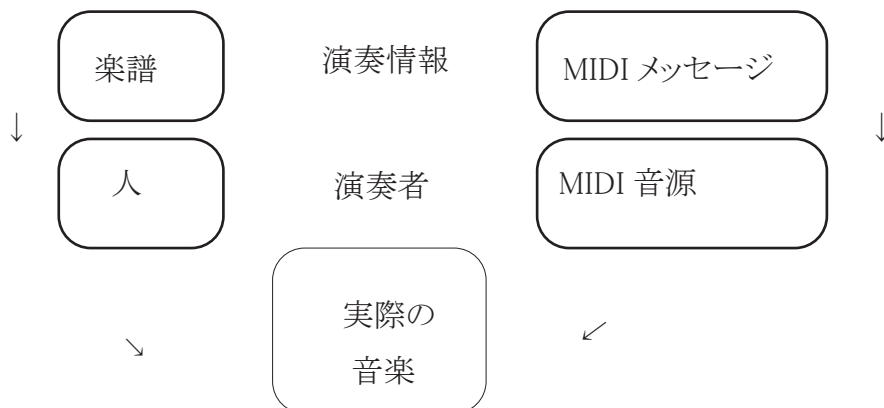 楽譜 演奏情報 MIDI メッセージ
↓ ↓
人 演奏者 MIDI 音源
実際の
↘ ↙
音楽